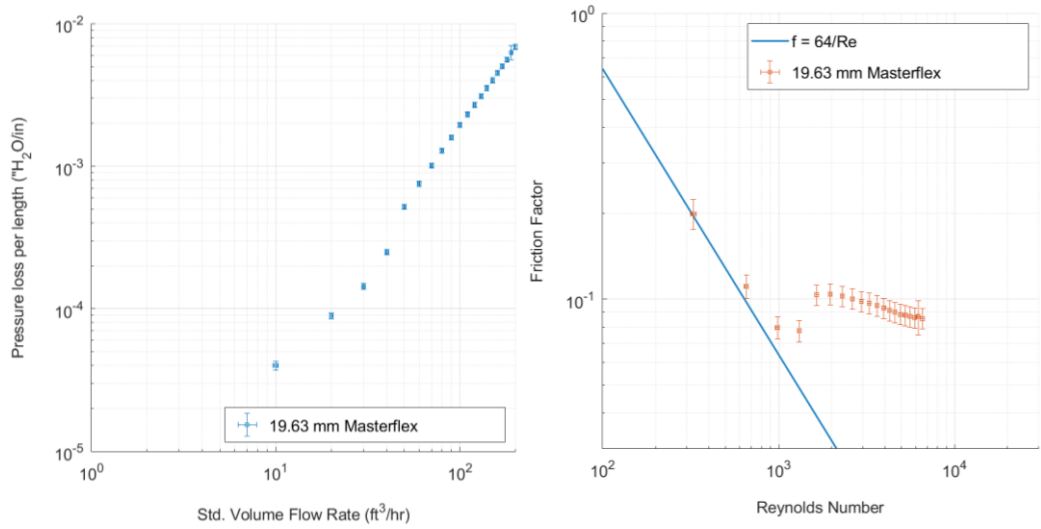 10^-2
10^-3
10^-4
10^-5
10^0
10^1
10^2
Pressure loss per length ("H₂O/in)
Std. Volume Flow Rate (ft³/hr)
19.63 mm Masterflex
10^0
10^-1
10^2
10^3
10^4
Friction Factor
Reynolds Number
f = 64/Re
19.63 mm Masterflex